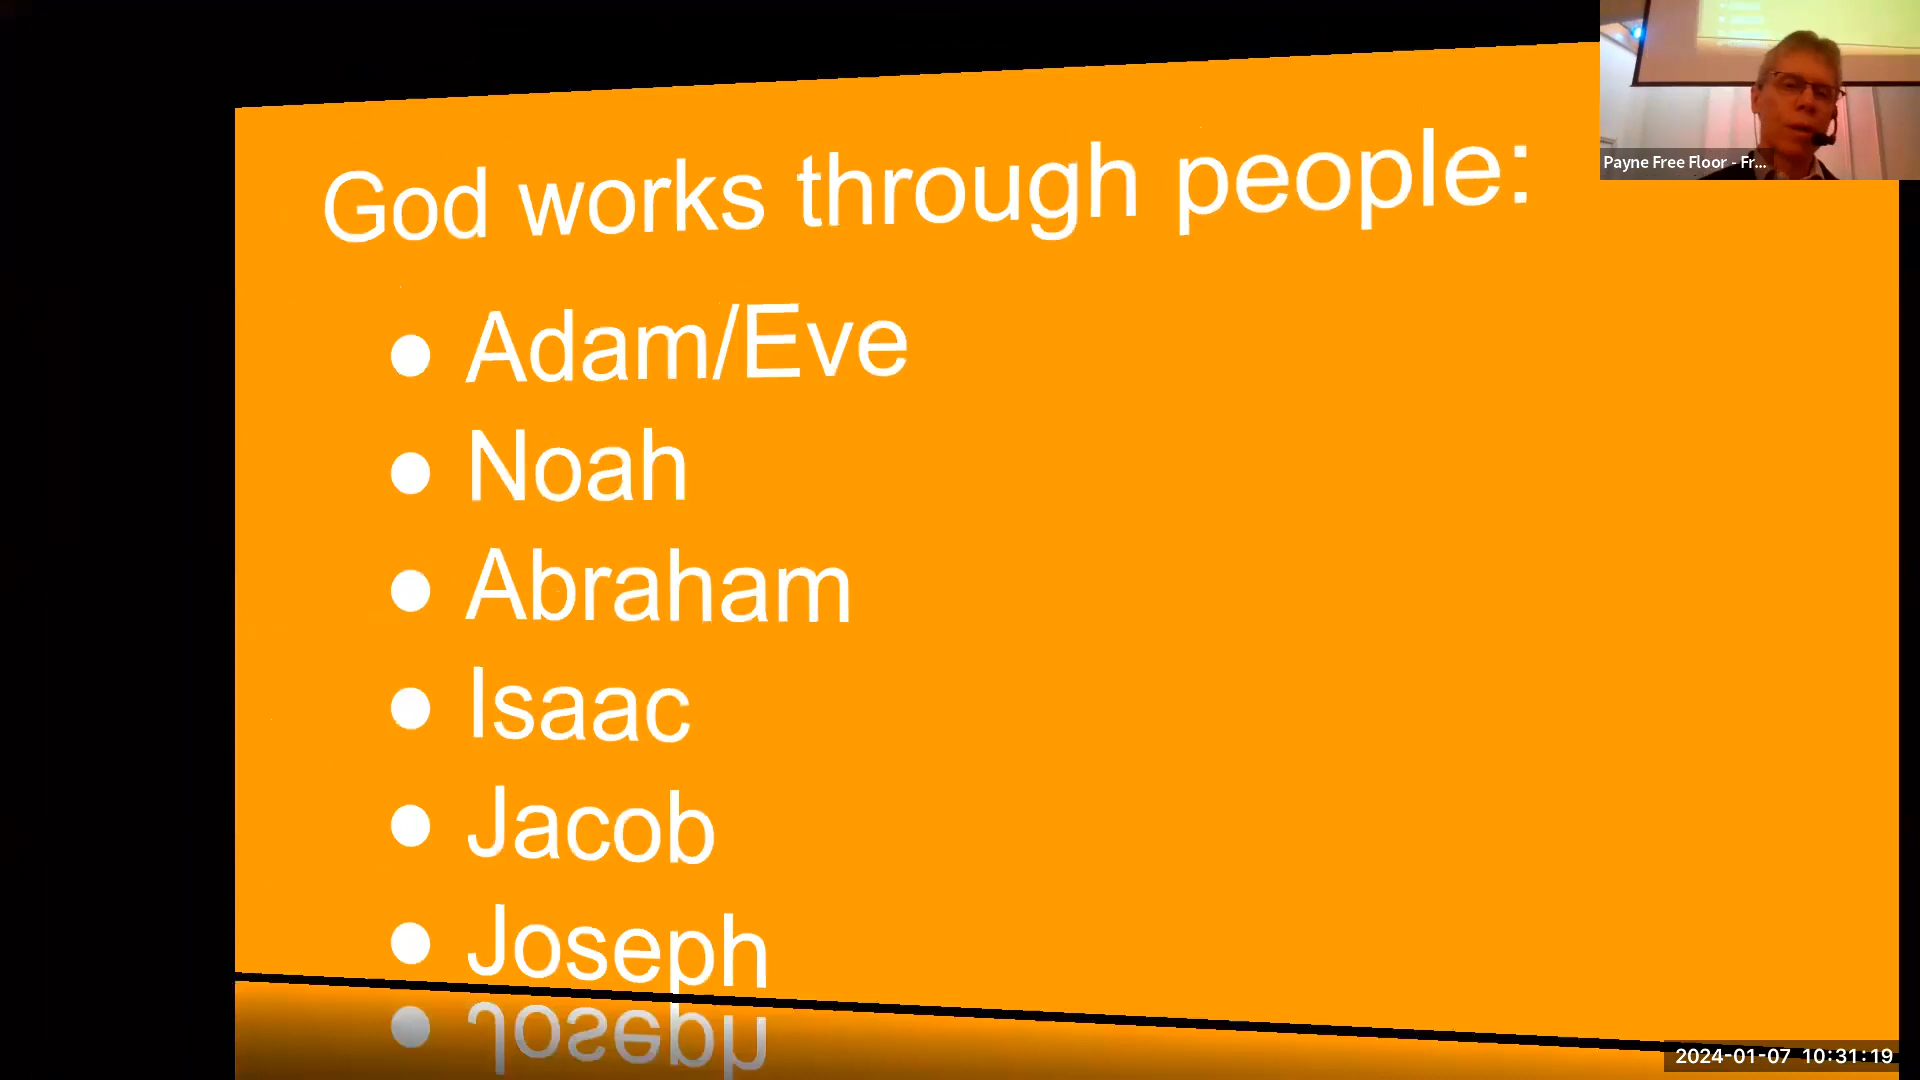 God works through people:
● Adam/Eve
● Noah
● Abraham
● Isaac
● Jacob
● Joseph
Joseph
Payne Free Floor - Fr...
2024-01-07 10:31:19